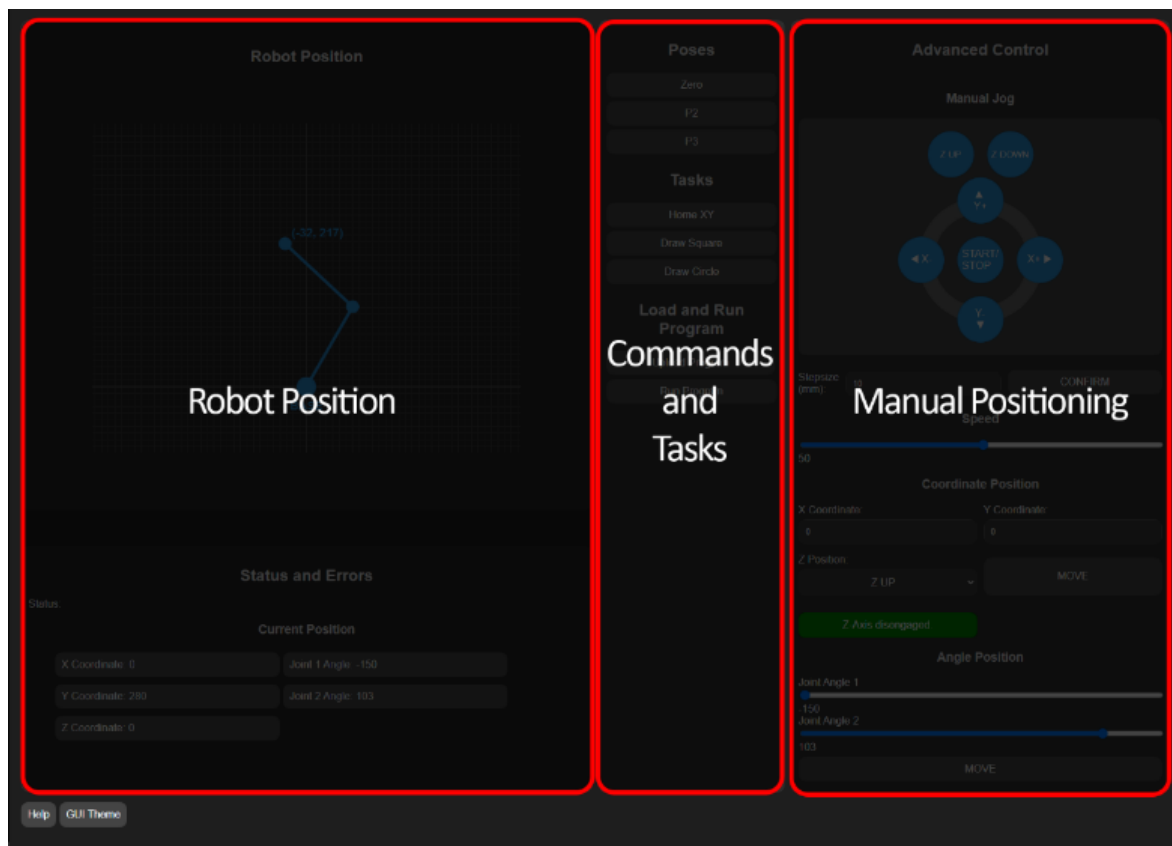 Robot Position
(-32, 217)
Robot Position
Status and Errors
Status:
Current Position
X Coordinate: 0
Joint 1 Angle: -150
Y Coordinate: 280
Joint 2 Angle: 103
Z Coordinate: 0
Help
GUI Theme
Poses
Zero
P2
P3
Tasks
Home XY
Draw Square
Draw Circle
Load and Run
Program
Run Program
Commands
and
Tasks
Advanced Control
Manual Jog
Z UP
Z DOWN
▲
Y+
◄ X-
START/
STOP
X+ ►
Y-
▼
Stepsize
(mm)
10
CONFIRM
Manual Positioning
Speed
50
Coordinate Position
X Coordinate:
Y Coordinate:
0
0
Z Position:
Z UP
MOVE
Z-Axis disengaged
Angle Position
Joint Angle 1
-150
Joint Angle 2
103
MOVE